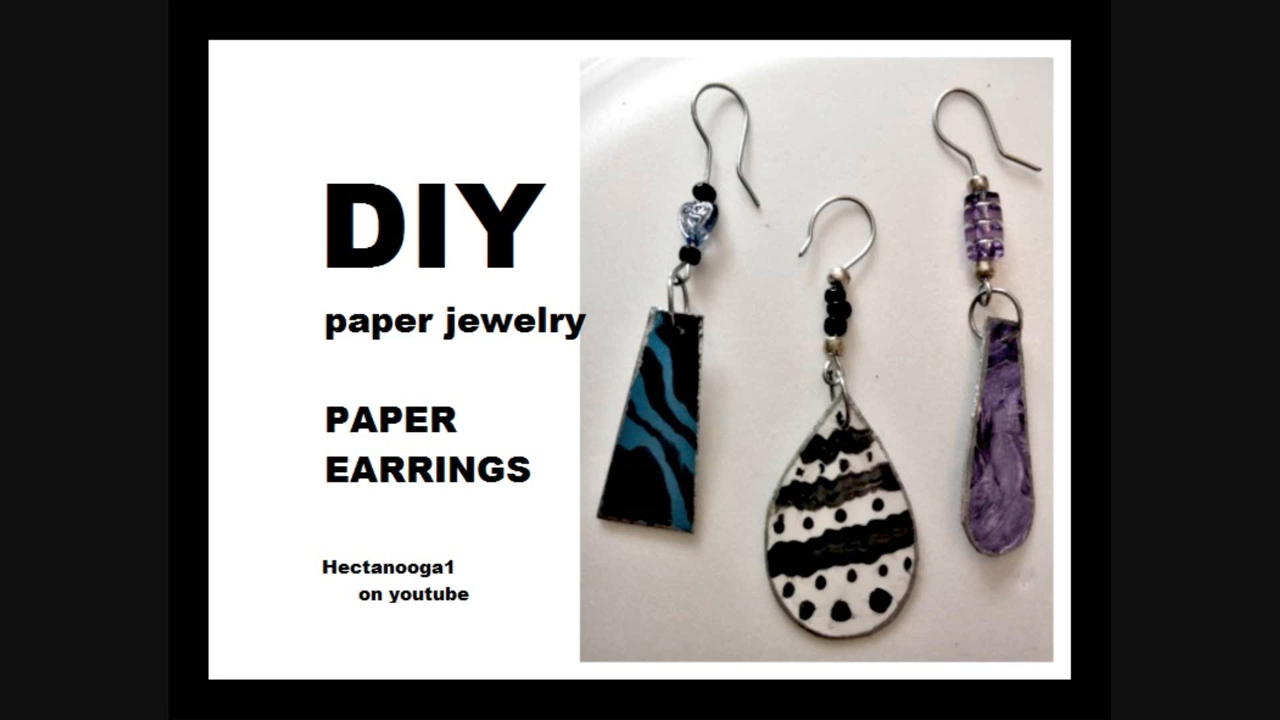 DIY
paper jewelry
PAPER
EARRINGS
Hectanooga1
on youtube